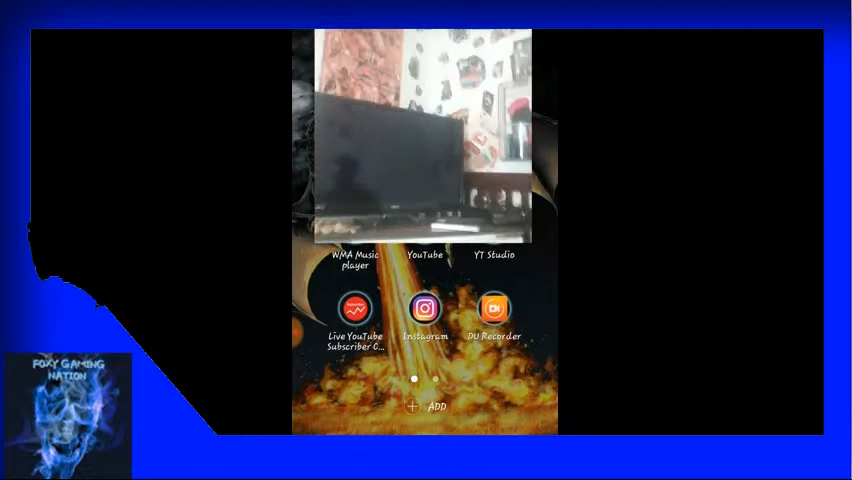 WMA Music
player
YouTube
YT Studio
Live YouTube
Subscriber C...
Instagram
DU Recorder
ADD
FOXY GAMING
NATION